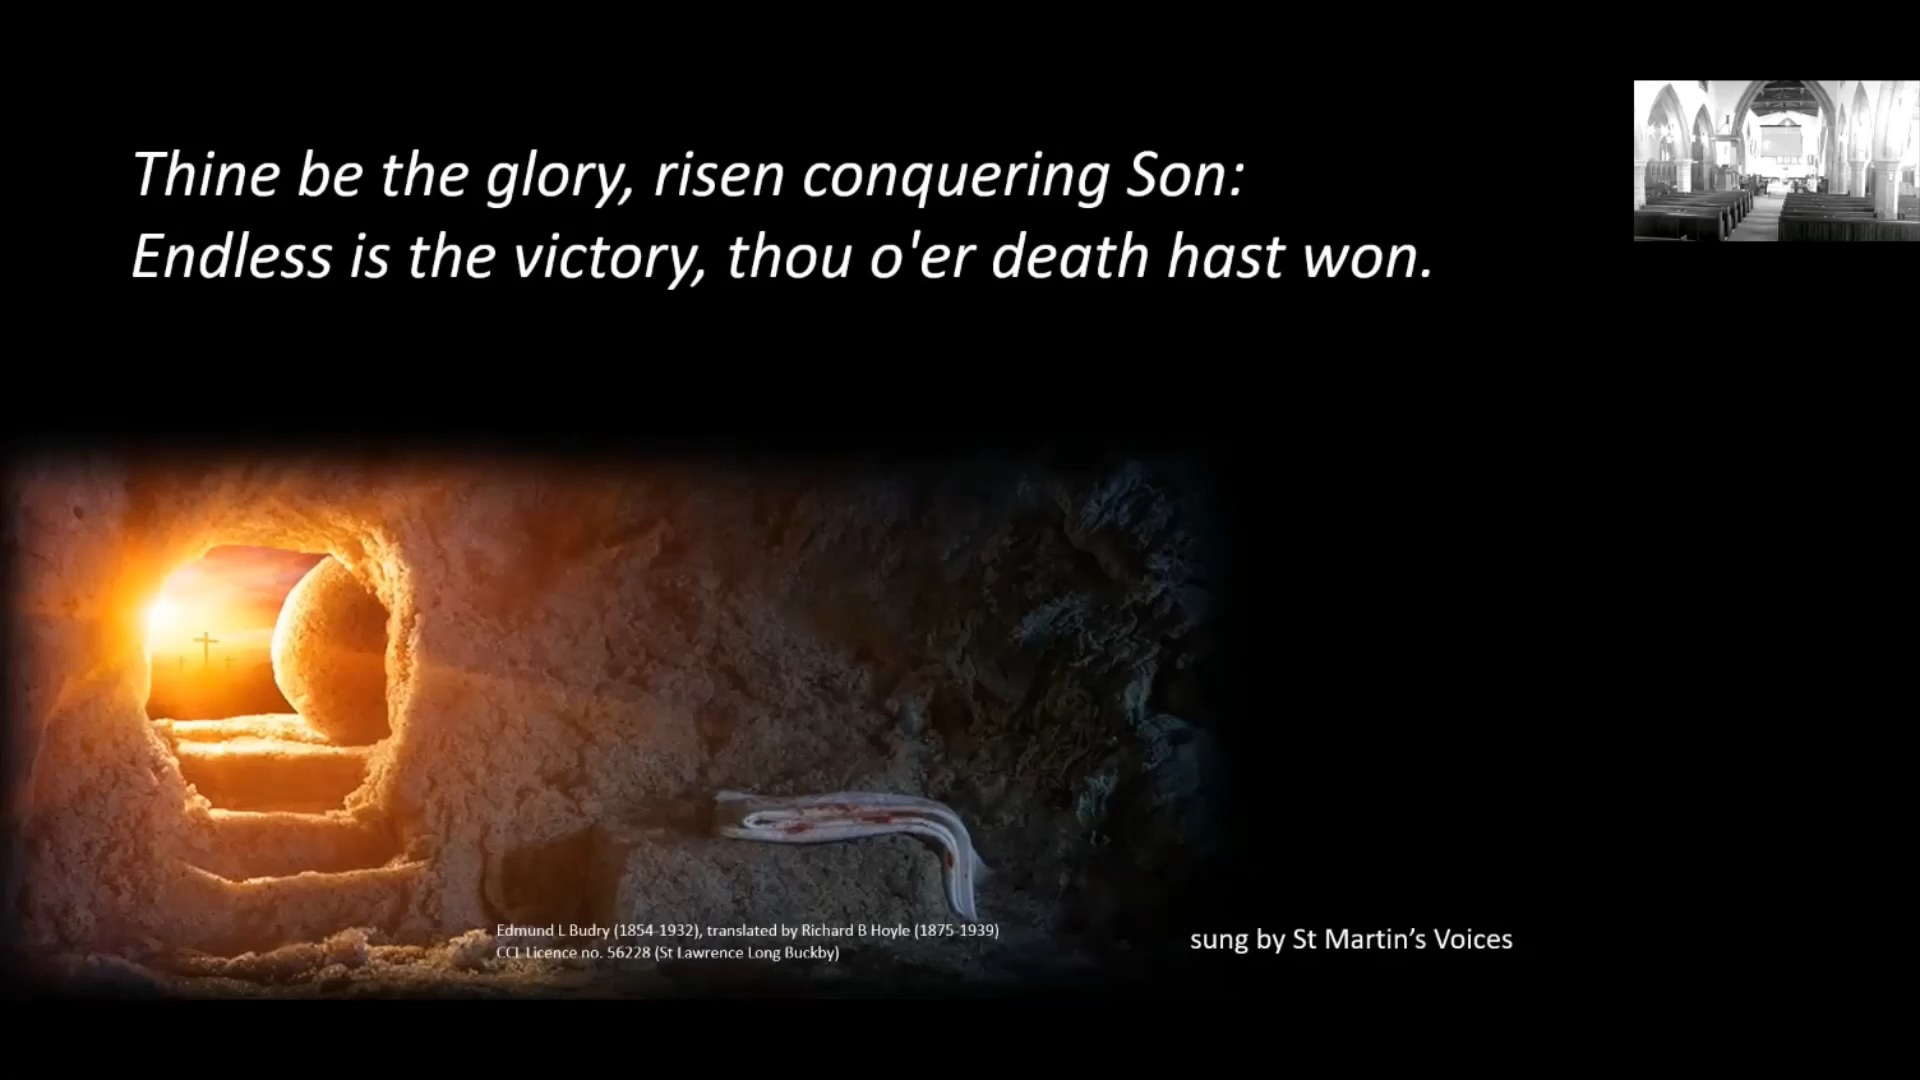 Thine be the glory, risen conquering Son:
Endless is the victory, thou o'er death hast won.
Edmund L Budry (1854-1932), translated by Richard B Hoyle (1875-1939)
CCL Licence no. 56228 (St Lawrence Long Buckby)
sung by St Martin’s Voices